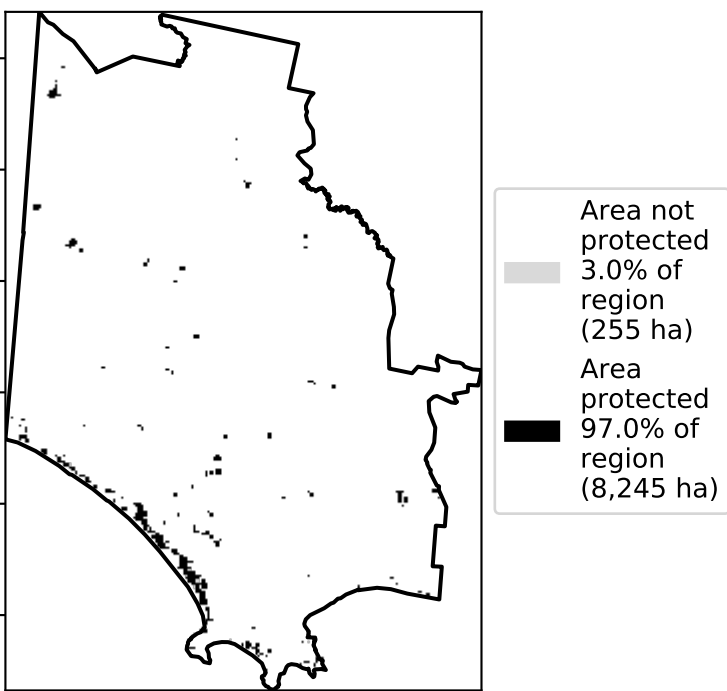 Area not
protected
3.0% of
region
(255 ha)
Area
protected
97.0% of
region
(8,245 ha)